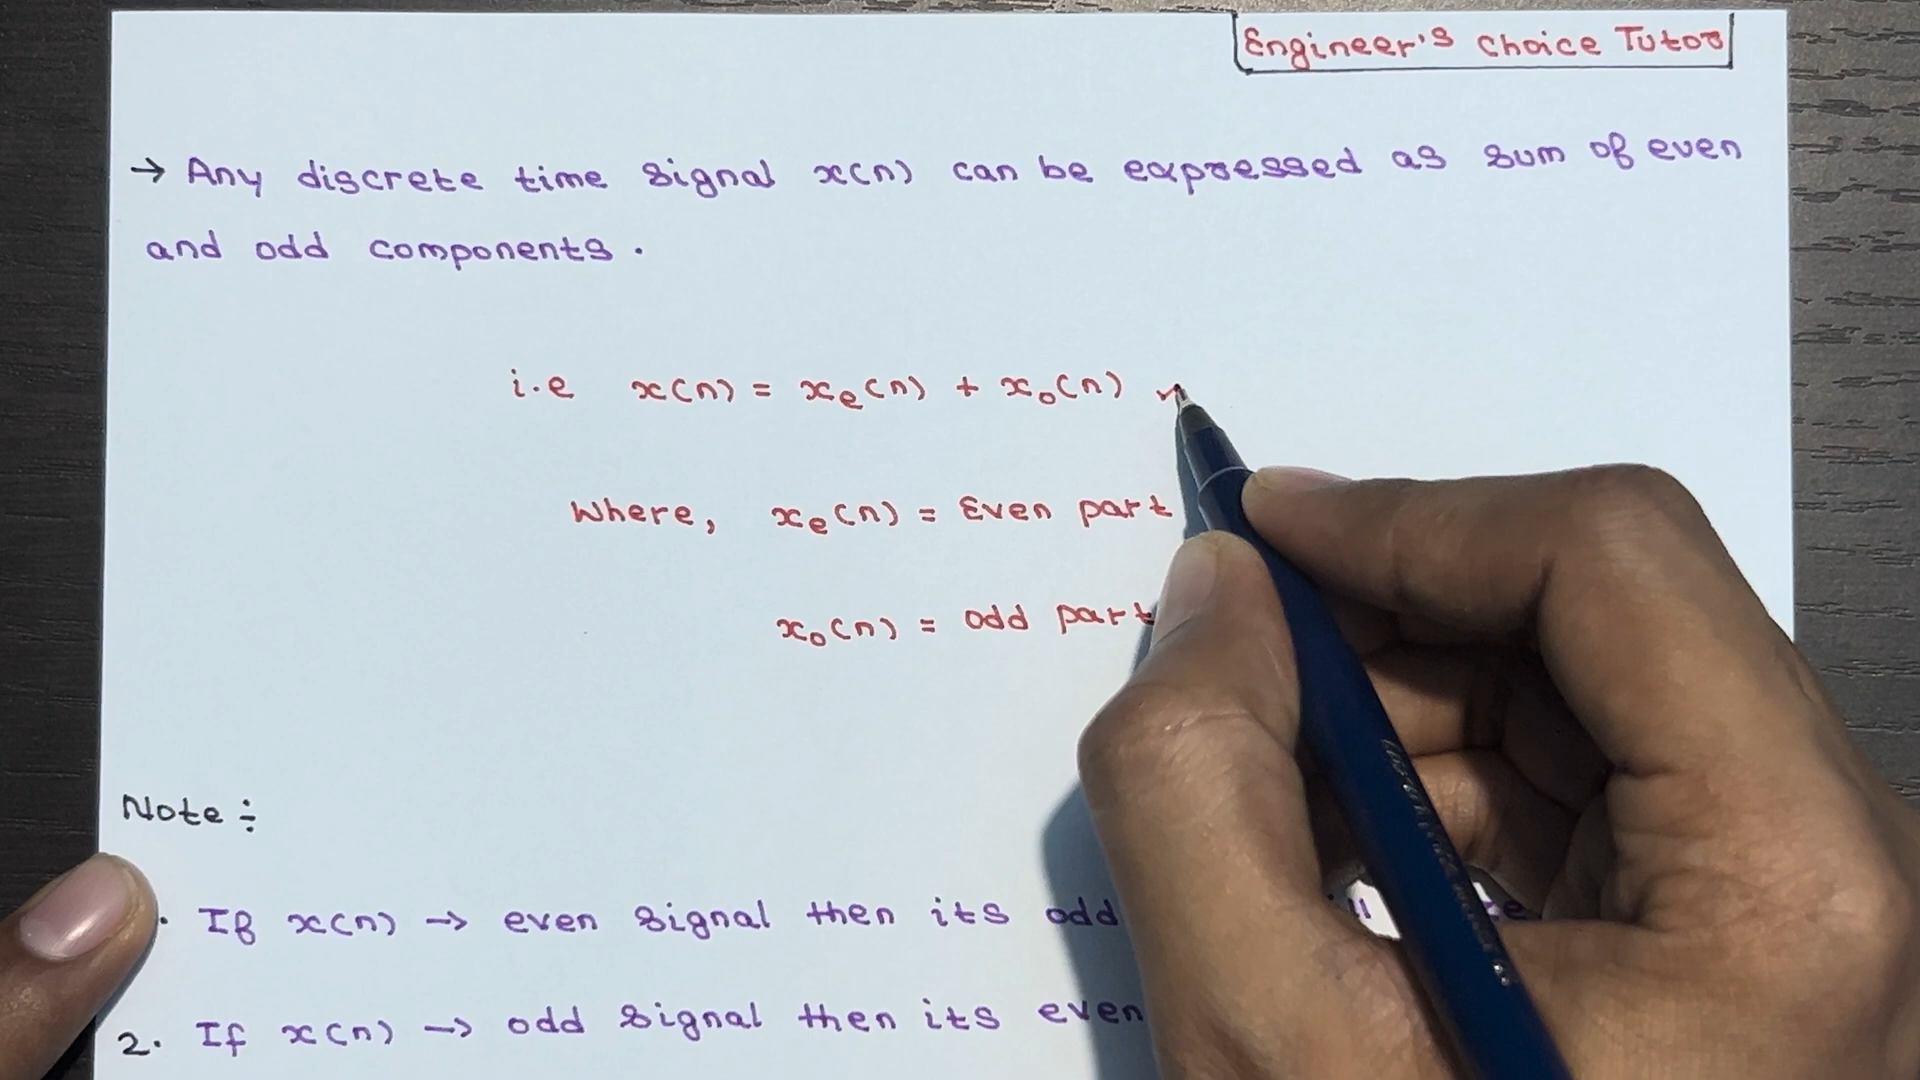 Engineer's Choice Tutor
→ Any discrete time signal x(n) can be expressed as sum of even
and odd components.
i.e x(n) = xₑ(n) + x₀(n)
Where, xₑ(n) = Even part
x₀(n) = odd part
Note ÷
. If x(n) → even signal then its odd
2. If x(n) → odd signal then its even